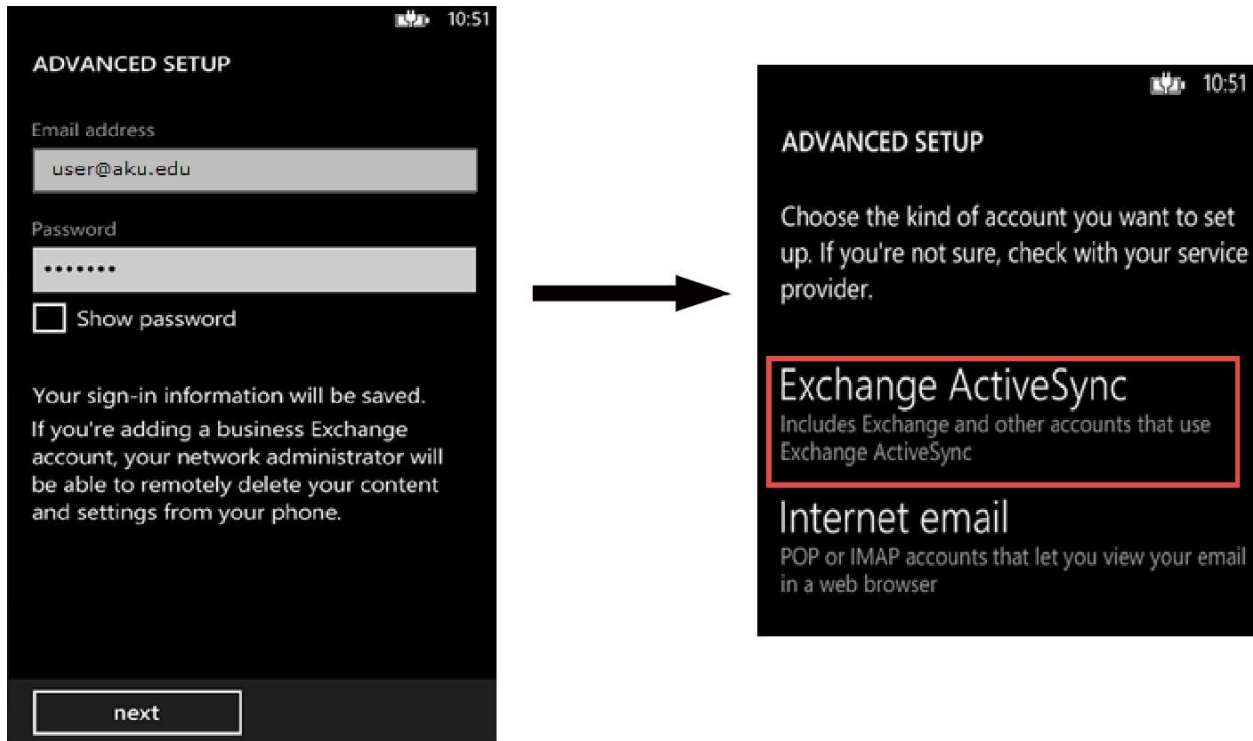 10:51
ADVANCED SETUP
Email address
user@aku.edu
Password
•••••••
Show password
Your sign-in information will be saved.
If you're adding a business Exchange
account, your network administrator will
be able to remotely delete your content
and settings from your phone.
next
10:51
ADVANCED SETUP
Choose the kind of account you want to set
up. If you're not sure, check with your service
provider.
Exchange ActiveSync
Includes Exchange and other accounts that use
Exchange ActiveSync
Internet email
POP or IMAP accounts that let you view your email
in a web browser